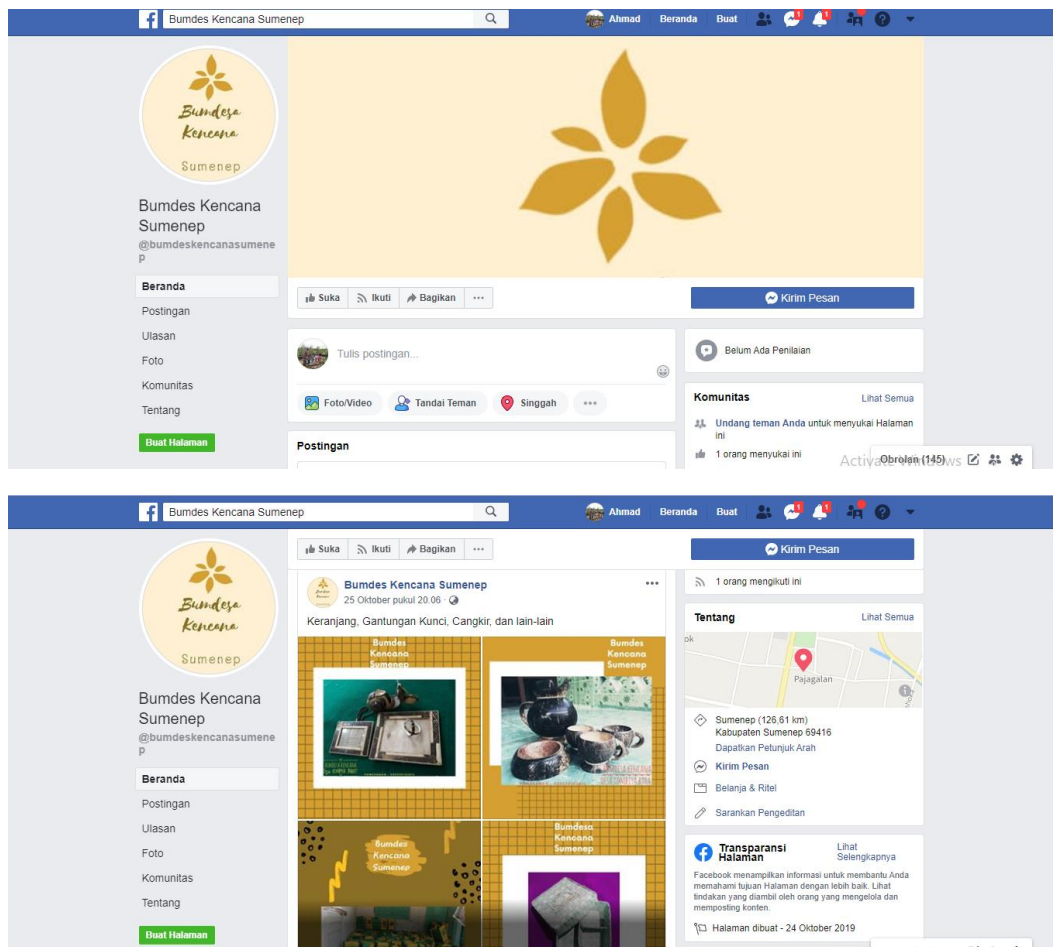 Bumdes Kencana Sumenep
Ahmad Beranda Buat
Bumdesa
Kencana
Sumenep
Bumdes Kencana
Sumenep
@bumdeskencanasumene
p
Beranda
Postingan
Ulasan
Foto
Komunitas
Tentang
Buat Halaman
Suka Ikuti Bagikan
Kirim Pesan
Tulis postingan...
Foto/Video Tandai Teman Singgah
Postingan
Belum Ada Penilaian
Komunitas Lihat Semua
Undang teman Anda untuk menyukai Halaman
ini
1 orang menyukai ini
Activate Windows
Obrolan (145)
Bumdes Kencana Sumenep
Ahmad Beranda Buat
Bumdesa
Kencana
Sumenep
Bumdes Kencana
Sumenep
@bumdeskencanasumene
p
Beranda
Postingan
Ulasan
Foto
Komunitas
Tentang
Buat Halaman
Suka Ikuti Bagikan
Kirim Pesan
Bumdes Kencana Sumenep
25 Oktober pukul 20.06
Keranjang, Gantungan Kunci, Cangkir, dan lain-lain
Bumdes
Kencana
Sumenep
Bumdes
Kencana
Sumenep
Bumdes
Kencana
Sumenep
Bumdesa
Kencana
Sumenep
1 orang mengikuti ini
Tentang Lihat Semua
Pajagalan
Sumenep (126,61 km)
Kabupaten Sumenep 69416
Dapatkan Petunjuk Arah
Kirim Pesan
Belanja & Ritel
Sarankan Pengeditan
Transparansi
Halaman
Lihat
Selengkapnya
Facebook menampilkan informasi untuk membantu Anda
memahami tujuan Halaman dengan lebih baik. Lihat
tindakan yang diambil oleh orang yang mengelola dan
memposting konten.
Halaman dibuat - 24 Oktober 2019